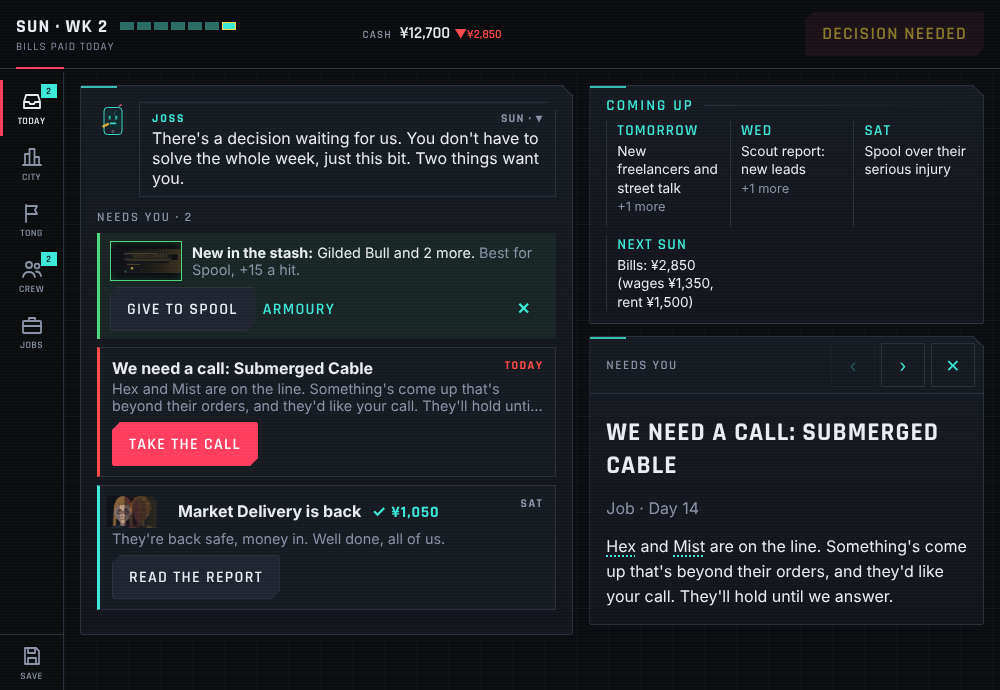 SUN · WK 2
BILLS PAID TODAY
CASH ¥12,700 ▼¥2,850
DECISION NEEDED
2
TODAY
CITY
TONG
2
CREW
JOBS
SAVE
JOSS SUN · ▼
There's a decision waiting for us. You don't have to
solve the whole week, just this bit. Two things want
you.
NEEDS YOU · 2
New in the stash: Gilded Bull and 2 more. Best for
Spool, +15 a hit.
GIVE TO SPOOL ARMOURY ✕
We need a call: Submerged Cable TODAY
Hex and Mist are on the line. Something's come up that's
beyond their orders, and they'd like your call. They'll hold unti...
TAKE THE CALL
Market Delivery is back ✓ ¥1,050 SAT
They're back safe, money in. Well done, all of us.
READ THE REPORT
COMING UP
TOMORROW
New
freelancers and
street talk
+1 more
WED
Scout report:
new leads
+1 more
SAT
Spool over their
serious injury
NEXT SUN
Bills: ¥2,850
(wages ¥1,350,
rent ¥1,500)
NEEDS YOU ‹ › ✕
WE NEED A CALL: SUBMERGED
CABLE
Job · Day 14
Hex and Mist are on the line. Something's come
up that's beyond their orders, and they'd like
your call. They'll hold until we answer.